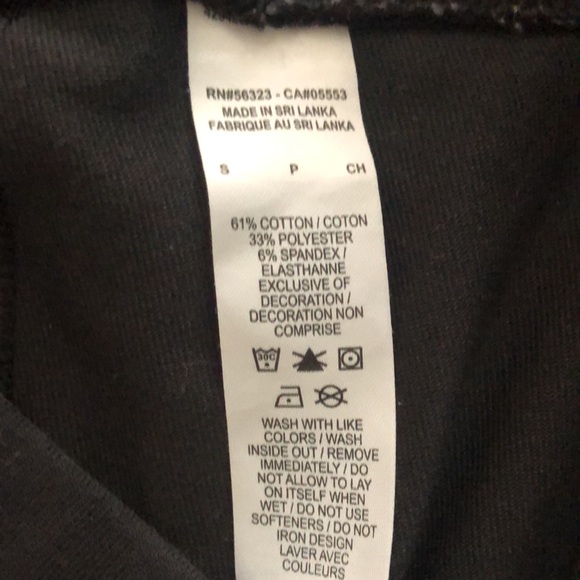 RN#56323 - CA#05553
MADE IN SRI LANKA
FABRIQUE AU SRI LANKA
S P CH
61% COTTON / COTON
33% POLYESTER
6% SPANDEX /
ELASTHANNE
EXCLUSIVE OF
DECORATION /
DECORATION NON
COMPRISE
30C
WASH WITH LIKE
COLORS / WASH
INSIDE OUT / REMOVE
IMMEDIATELY / DO
NOT ALLOW TO LAY
ON ITSELF WHEN
WET / DO NOT USE
SOFTENERS / DO NOT
IRON DESIGN
LAVER AVEC
COULEURS